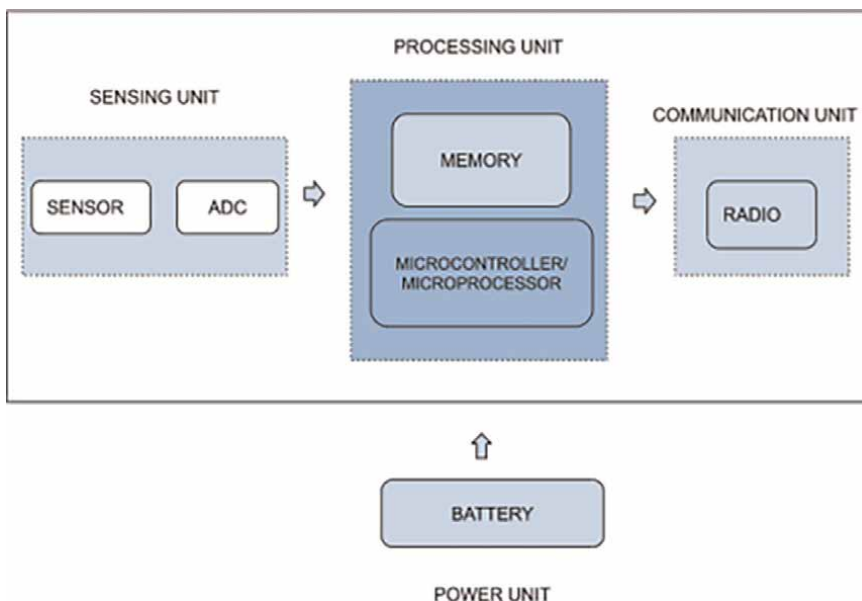 PROCESSING UNIT
SENSING UNIT
COMMUNICATION UNIT
MEMORY
SENSOR
ADC
RADIO
MICROCONTROLLER/
MICROPROCESSOR
BATTERY
POWER UNIT